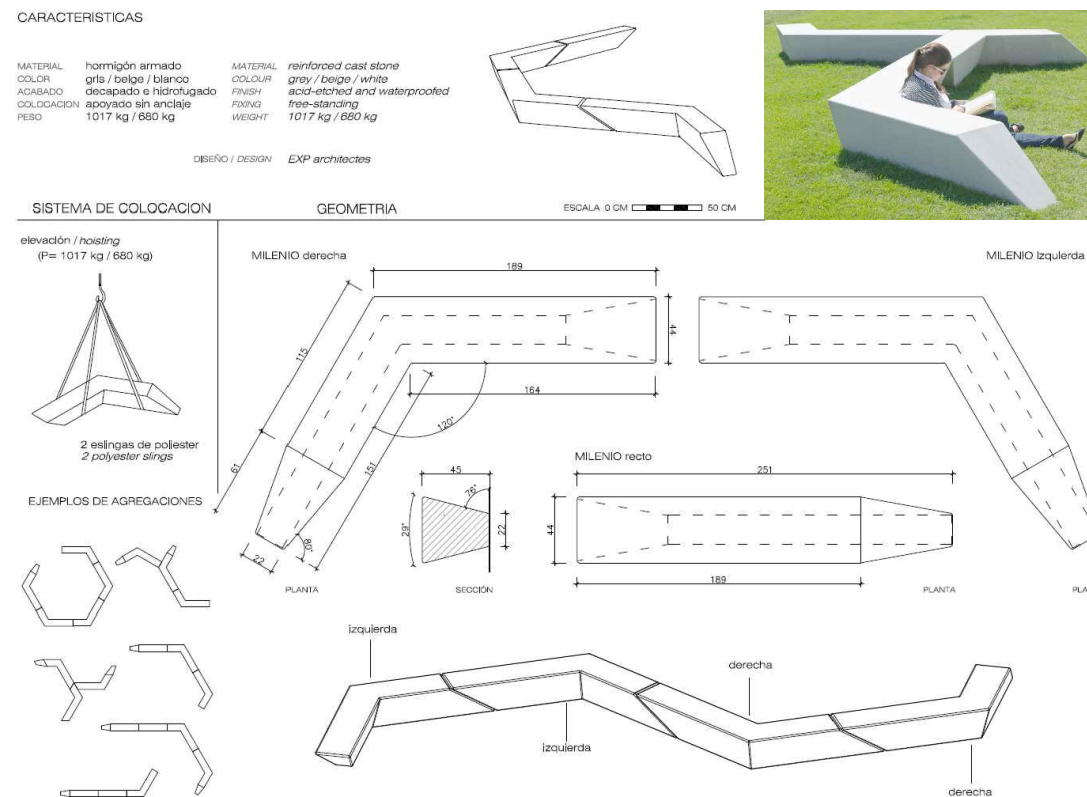 CARACTERISTICAS
MATERIAL hormigón armado MATERIAL reinforced cast stone
COLOR gris / beige / blanco COLOUR grey / beige / white
ACABADO decapado e hidrofugado FINISH acid-etched and waterproofed
COLOCACION apoyado sin anclaje FIXING free-standing
PESO 1017 kg / 680 kg WEIGHT 1017 kg / 680 kg
DISEÑO / DESIGN EXP architectes
SISTEMA DE COLOCACION
GEOMETRIA
ESCALA 0 CM 50 CM
elevación / hoisting
(P= 1017 kg / 680 kg)
2 eslingas de poliester
2 polyester slings
EJEMPLOS DE AGREGACIONES
MILENIO derecha
189
44
115
164
120°
151
61
22
80°
PLANTA
MILENIO Izquierda
PLA
45
76°
29°
22
SECCIÓN
MILENIO recto
251
44
189
PLANTA
izquierda
derecha
izquierda
derecha